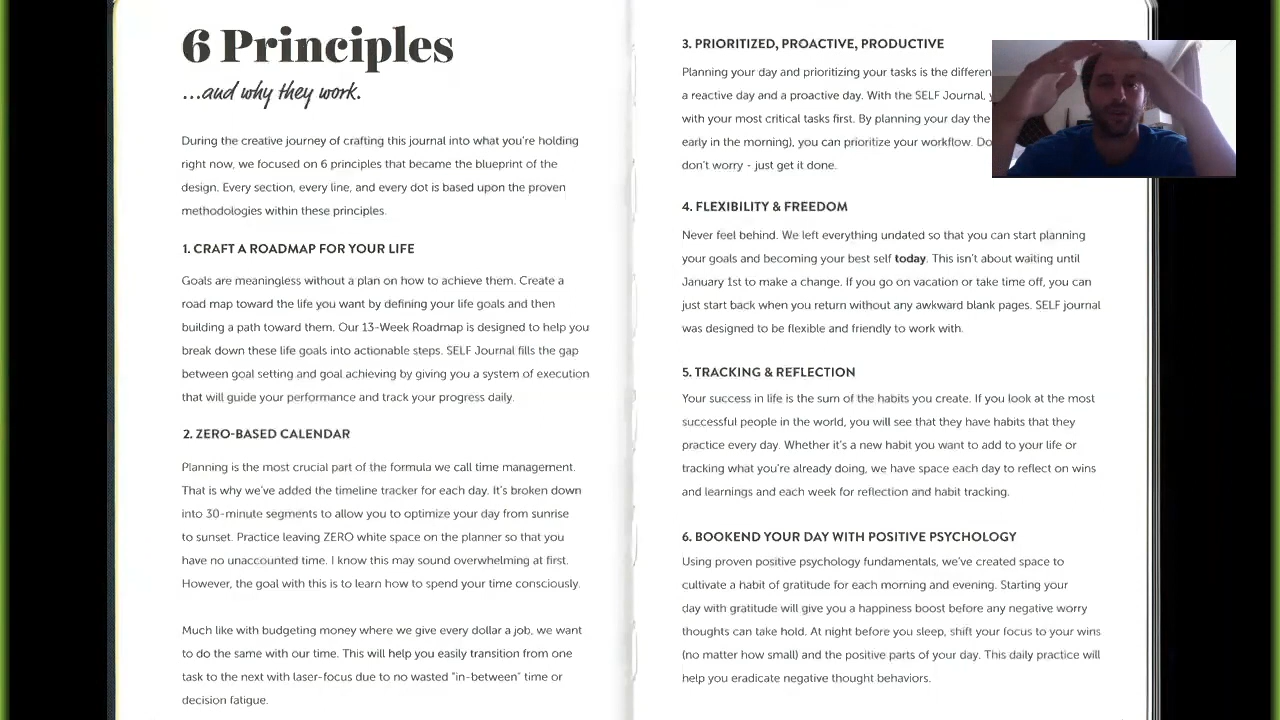 6 Principles
...and why they work.
During the creative journey of crafting this journal into what you're holding
right now, we focused on 6 principles that became the blueprint of the
design. Every section, every line, and every dot is based upon the proven
methodologies within these principles.
1. CRAFT A ROADMAP FOR YOUR LIFE
Goals are meaningless without a plan on how to achieve them. Create a
road map toward the life you want by defining your life goals and then
building a path toward them. Our 13-Week Roadmap is designed to help you
break down these life goals into actionable steps. SELF Journal fills the gap
between goal setting and goal achieving by giving you a system of execution
that will guide your performance and track your progress daily.
2. ZERO-BASED CALENDAR
Planning is the most crucial part of the formula we call time management.
That is why we've added the timeline tracker for each day. It's broken down
into 30-minute segments to allow you to optimize your day from sunrise
to sunset. Practice leaving ZERO white space on the planner so that you
have no unaccounted time. I know this may sound overwhelming at first.
However, the goal with this is to learn how to spend your time consciously.
Much like with budgeting money where we give every dollar a job, we want
to do the same with our time. This will help you easily transition from one
task to the next with laser-focus due to no wasted "in-between" time or
decision fatigue.
3. PRIORITIZED, PROACTIVE, PRODUCTIVE
Planning your day and prioritizing your tasks is the
a reactive day and a proactive day. With the SELF Journal,
with your most critical tasks first. By planning your day the
early in the morning), you can prioritize your workflow.
don't worry - just get it done.
4. FLEXIBILITY & FREEDOM
Never feel behind. We left everything undated so that you can start planning
your goals and becoming your best self today. This isn't about waiting until
January 1st to make a change. If you go on vacation or take time off, you can
just start back when you return without any awkward blank pages. SELF journal
was designed to be flexible and friendly to work with.
5. TRACKING & REFLECTION
Your success in life is the sum of the habits you create. If you look at the most
successful people in the world, you will see that they have habits that they
practice every day. Whether it's a new habit you want to add to your life or
tracking what you're already doing, we have space each day to reflect on wins
and learnings and each week for reflection and habit tracking.
6. BOOKEND YOUR DAY WITH POSITIVE PSYCHOLOGY
Using proven positive psychology fundamentals, we've created space to
cultivate a habit of gratitude for each morning and evening. Starting your
day with gratitude will give you a happiness boost before any negative worry
thoughts can take hold. At night before you sleep, shift your focus to your wins
(no matter how small) and the positive parts of your day. This daily practice will
help you eradicate negative thought behaviors.